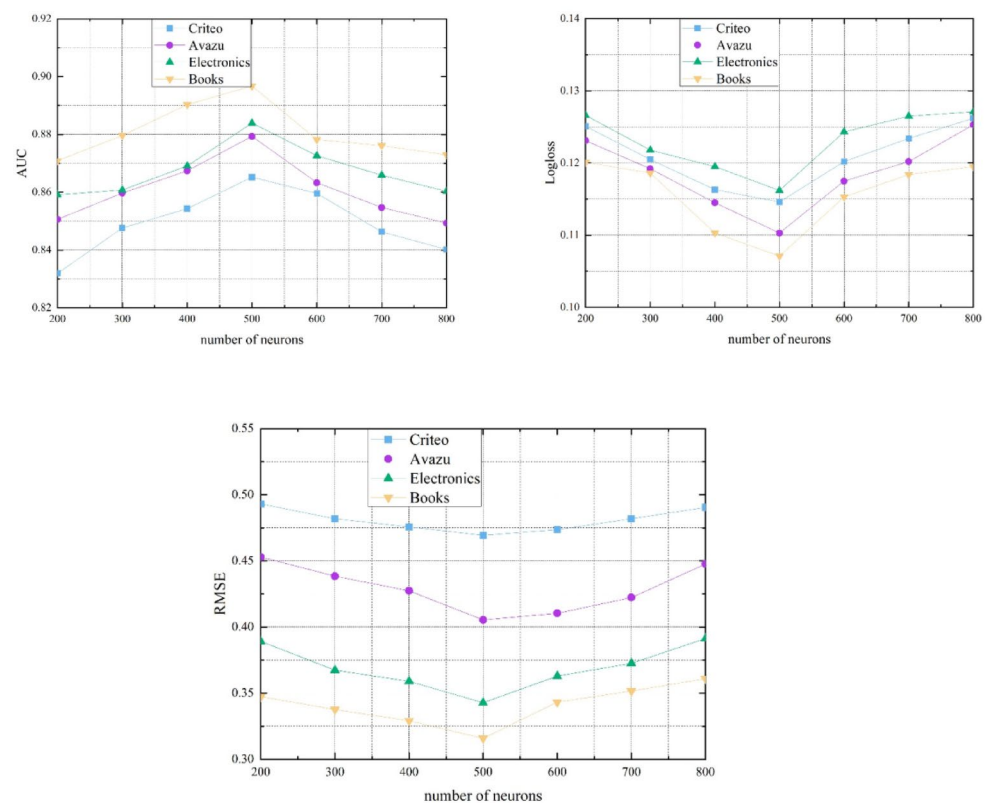 0.92
0.90
0.88
0.86
0.84
0.82
AUC
Criteo
Avazu
Electronics
Books
200 300 400 500 600 700 800
number of neurons
0.14
0.13
0.12
0.11
0.10
Logloss
Criteo
Avazu
Electronics
Books
200 300 400 500 600 700 800
number of neurons
0.55
0.50
0.45
0.40
0.35
0.30
RMSE
Criteo
Avazu
Electronics
Books
200 300 400 500 600 700 800
number of neurons